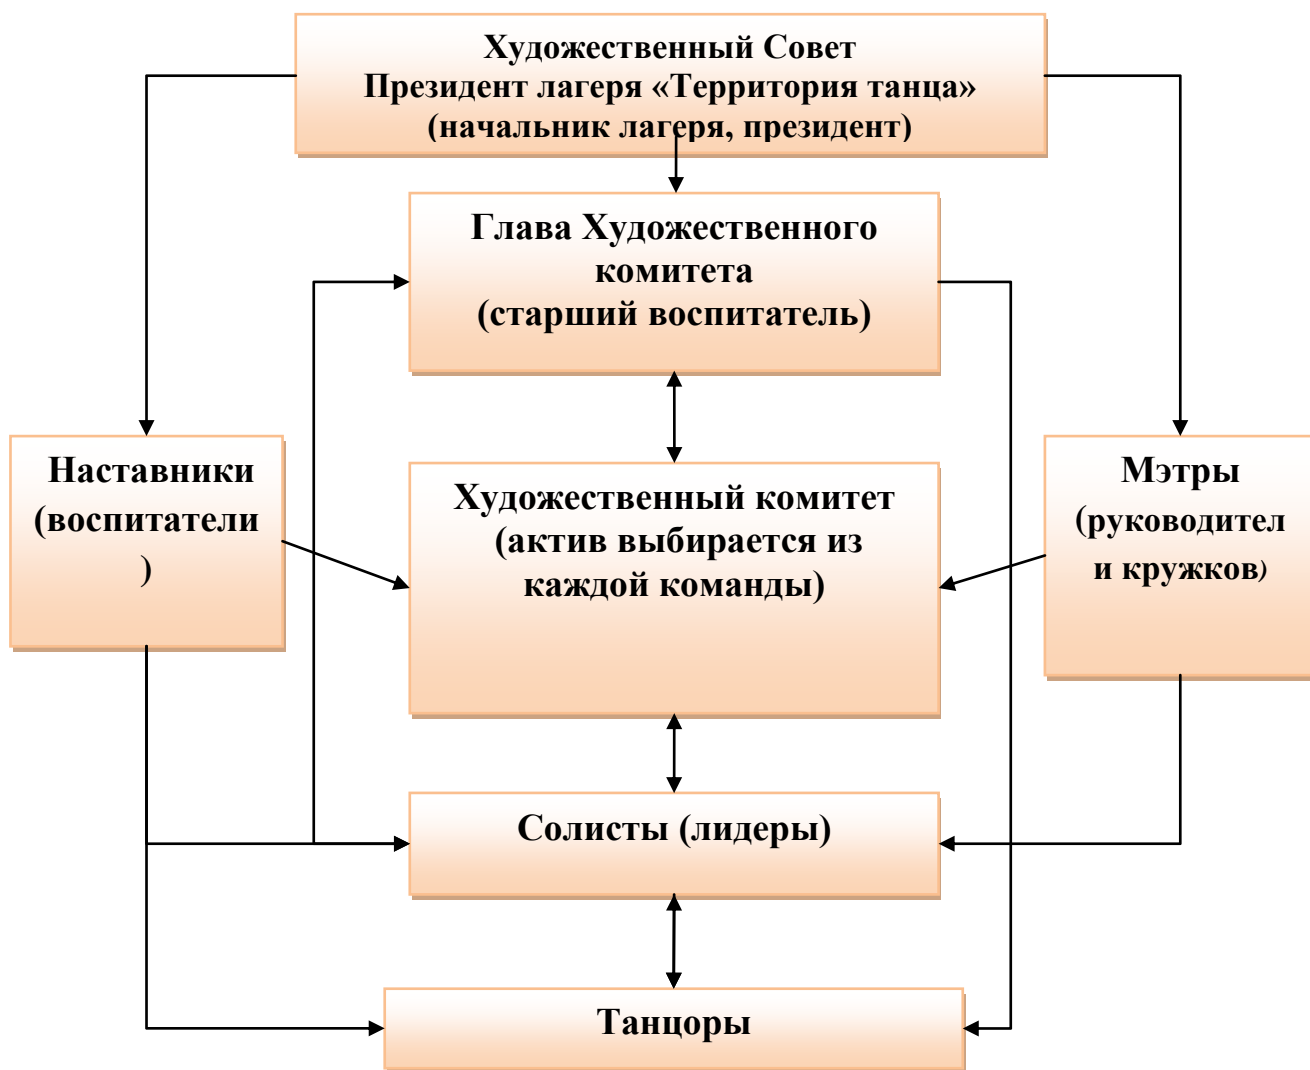 Художественный Совет
Президент лагеря «Территория танца»
(начальник лагеря, президент)
Глава Художественного
комитета
(старший воспитатель)
Наставники
(воспитатели
)
Художественный комитет
(актив выбирается из
каждой команды)
Мэтры
(руководител
и кружков)
Солисты (лидеры)
Танцоры